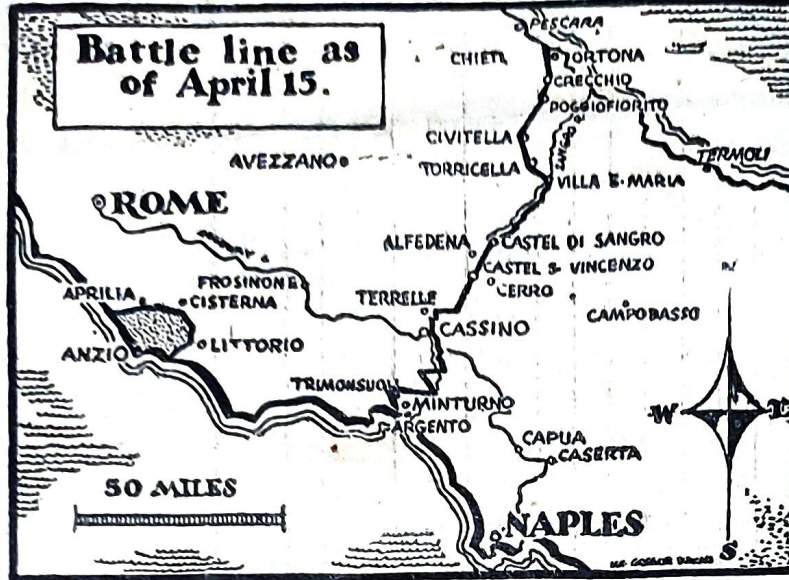 Battle line as
of April 15.
PESCARA
CHIETI
ORTONA
CRECCHIO
POGGIOFIORITO
CIVITELLA
SANGRO R.
AVEZZANO
TORRICELLA
TERMOLI
VILLA S. MARIA
ROME
ALFEDENA
CASTEL DI SANGRO
CASTEL S. VINCENZO
CERRO
N
FROSINONE
APRILIA
CISTERNA
TERRELLE
CAMPOBASSO
CASSINO
LITTORIO
ANZIO
TRIMONSUOLI
MINTURNO
W
E
ARGENTO
CAPUA
CASERTA
50 MILES
NAPLES
S